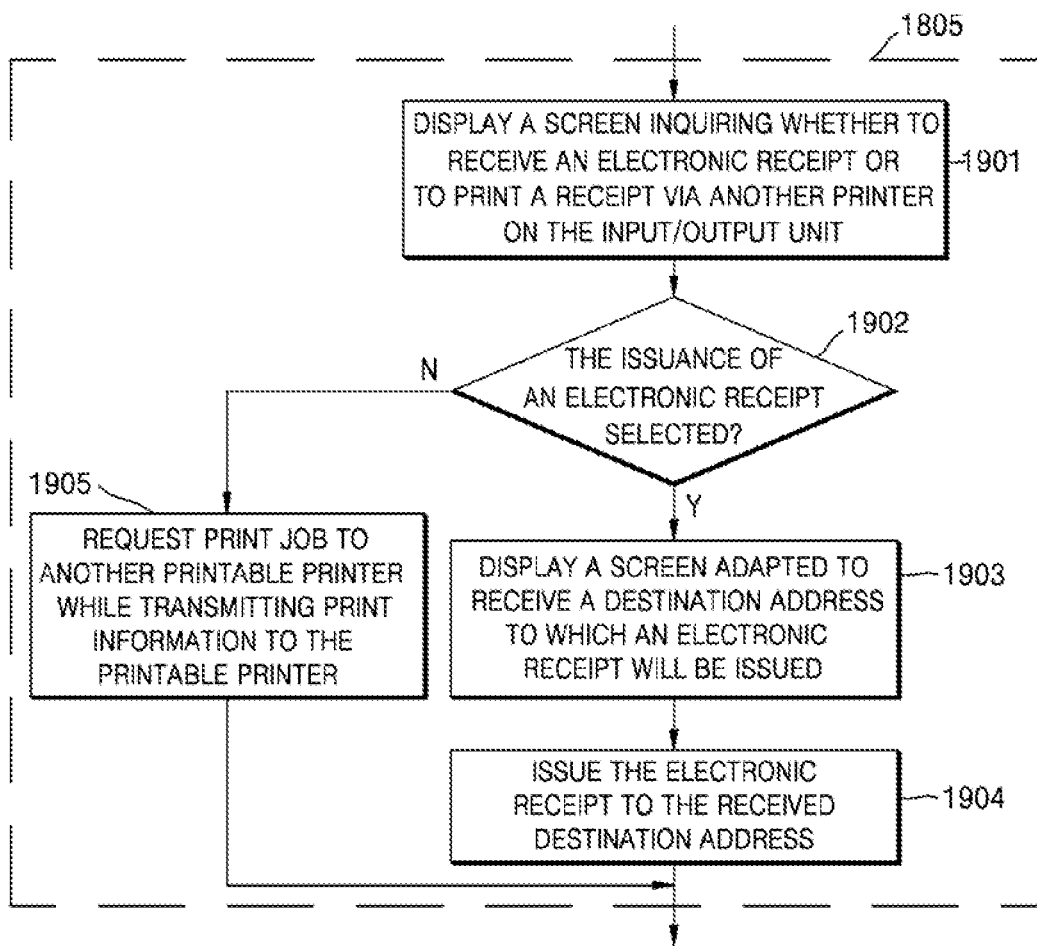 1805
DISPLAY A SCREEN INQUIRING WHETHER TO
RECEIVE AN ELECTRONIC RECEIPT OR
TO PRINT A RECEIPT VIA ANOTHER PRINTER
ON THE INPUT/OUTPUT UNIT
1901
1902
THE ISSUANCE OF
AN ELECTRONIC RECEIPT
SELECTED?
N
Y
1905
REQUEST PRINT JOB TO
ANOTHER PRINTABLE PRINTER
WHILE TRANSMITTING PRINT
INFORMATION TO THE
PRINTABLE PRINTER
DISPLAY A SCREEN ADAPTED TO
RECEIVE A DESTINATION ADDRESS
TO WHICH AN ELECTRONIC
RECEIPT WILL BE ISSUED
1903
ISSUE THE ELECTRONIC
RECEIPT TO THE RECEIVED
DESTINATION ADDRESS
1904